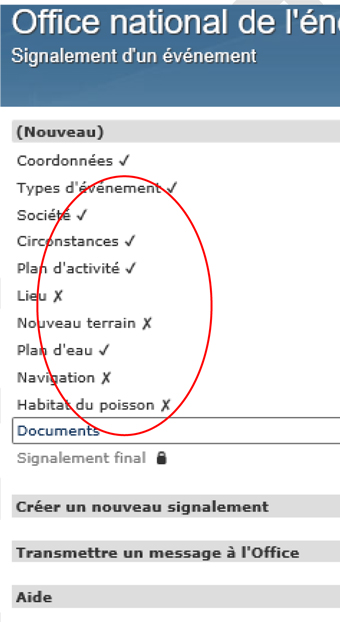 Office national de l'én
Signalement d'un événement
(Nouveau)
Coordonnées ✓
Types d'événement ✓
Société ✓
Circonstances ✓
Plan d'activité ✓
Lieu ✗
Nouveau terrain ✗
Plan d'eau ✓
Navigation ✗
Habitat du poisson ✗
Documents
Signalement final
Créer un nouveau signalement
Transmettre un message à l'Office
Aide